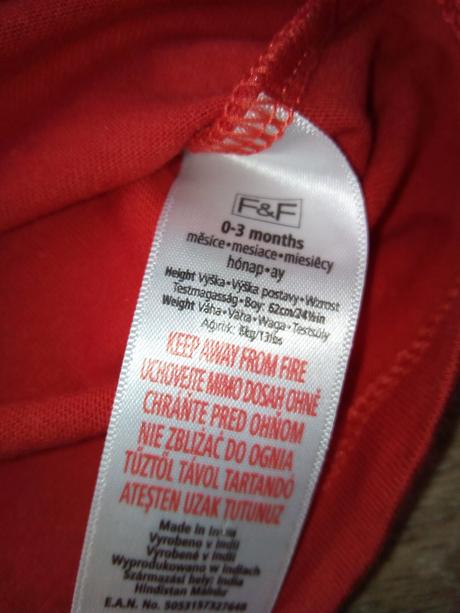 F&F
0-3 months
měsíce•mesiace•miesięcy
hónap•ay
Height Výška•Výška postavy•Wzrost
Testmagasság•Boy: 62cm/24½in
Weight Váha•Váha•Waga•Testsúly
Ağırlık: 6kg/13lbs
KEEP AWAY FROM FIRE
UCHOVEJTE MIMO DOSAH OHNĚ
CHRÁŇTE PRED OHŇOM
NIE ZBLIŻAĆ DO OGNIA
TŰZTŐL TÁVOL TARTANDÓ
ATEŞTEN UZAK TUTUNUZ
Made in India
Vyrobeno v Indii
Vyrobené v Indii
Wyprodukowano w Indiach
Származási hely: India
Hindistan Malıdır
E.A.N. No. 5053157327648